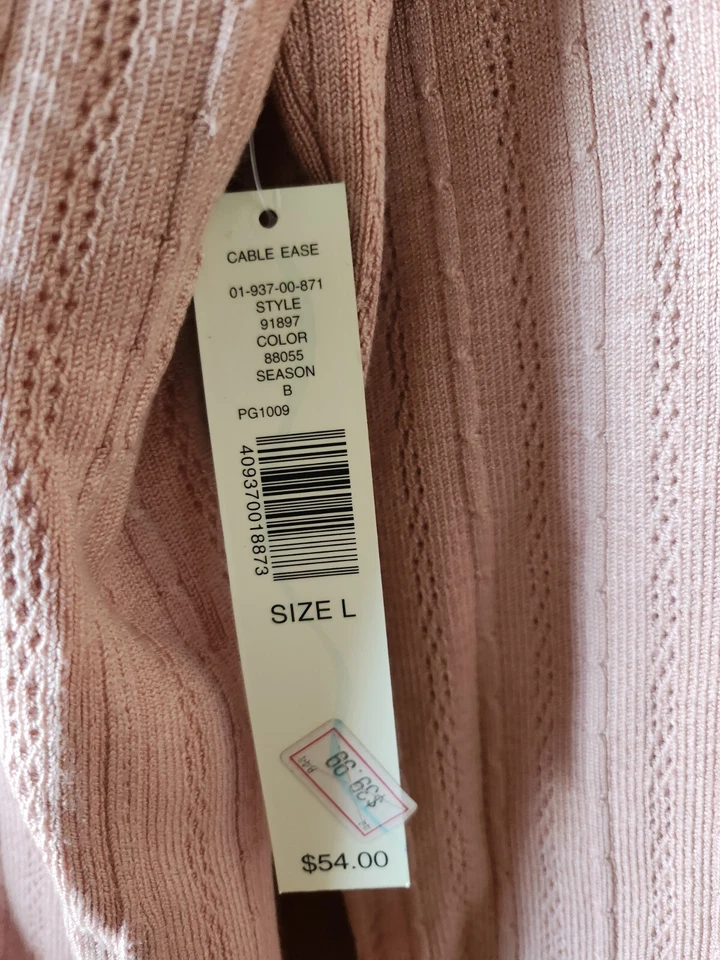 CABLE EASE
01-937-00-871
STYLE
91897
COLOR
88055
SEASON
B
PG1009
409370018873
SIZE L
$39.99
$54.00